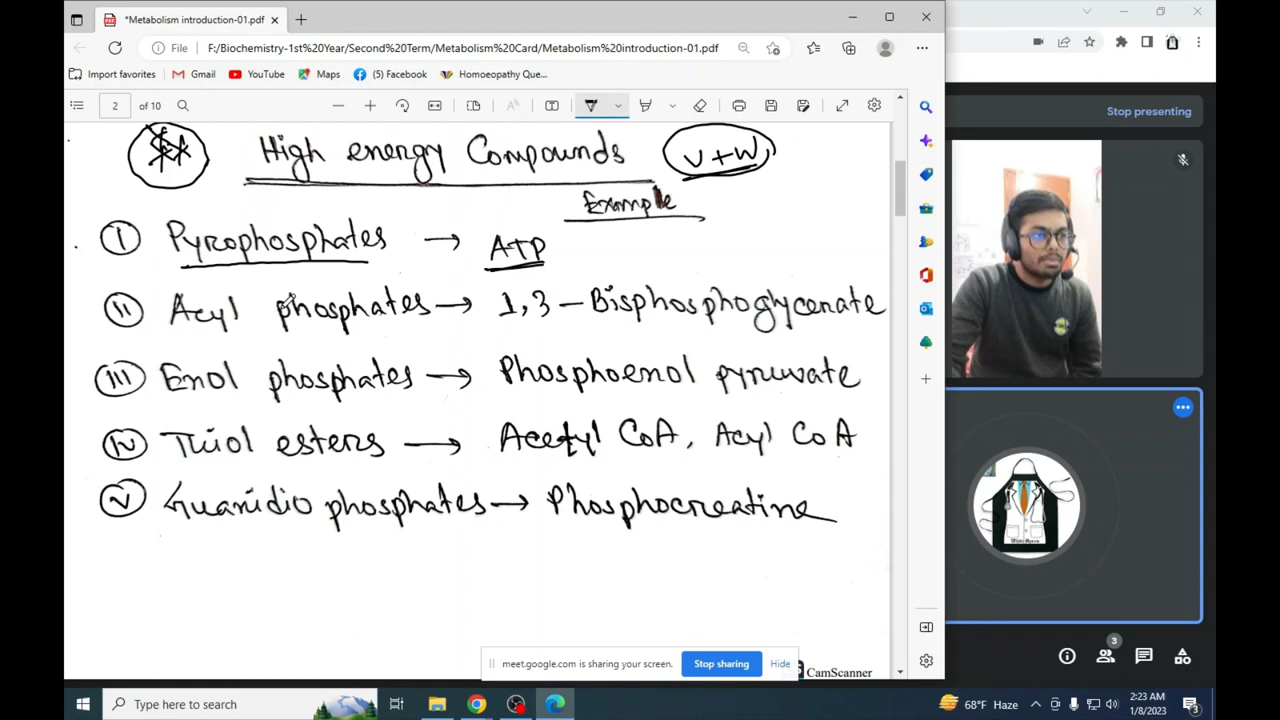 *Metabolism introduction-01.pdf
File F:/Biochemistry-1st%20Year/Second%20Term/Metabolism%20Card/Metabolism%20introduction-01.pdf
Import favorites Gmail YouTube Maps (5) Facebook Homoeopathy Que...
2 of 10
Stop presenting
High energy Compounds V+W
Example
I Pyrophosphates → ATP
II Acyl phosphates → 1,3-Bisphosphoglycerate
III Enol phosphates → Phosphoenol pyruvate
IV Thiol esters → Acetyl CoA, Acyl CoA
V Guanidio phosphates → Phosphocreatine
meet.google.com is sharing your screen. Stop sharing Hide
CamScanner
3
Type here to search
68°F Haze
2:23 AM
1/8/2023
3